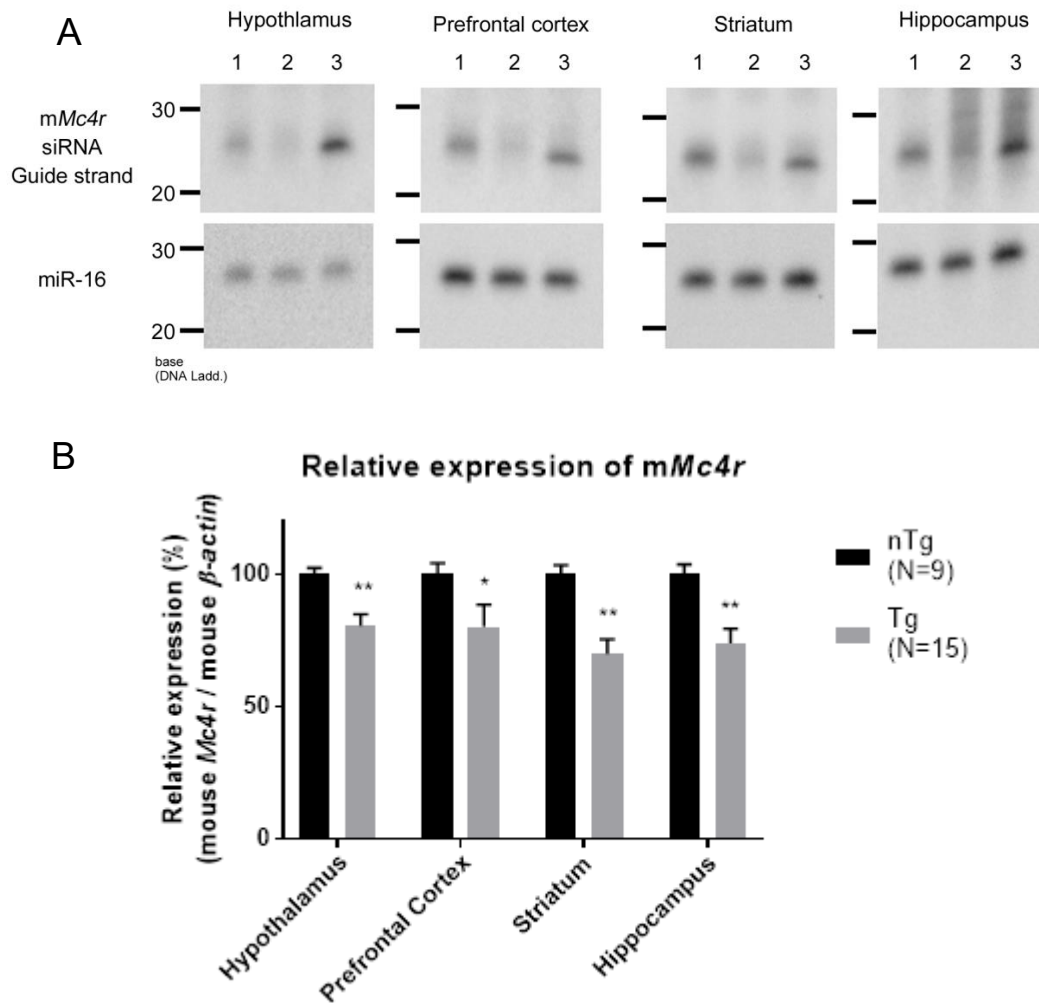 A
Hypothlamus
Prefrontal cortex
Striatum
Hippocampus
1 2 3
1 2 3
1 2 3
1 2 3
mMc4r
siRNA
Guide strand
30
20
miR-16
30
20
base
(DNA Ladd.)
B
Relative expression of mMc4r
Relative expression (%)
(mouse Mc4r / mouse β-actin)
100
50
0
**
*
**
**
nTg
(N=9)
Tg
(N=15)
Hypothalamus
Prefrontal Cortex
Striatum
Hippocampus